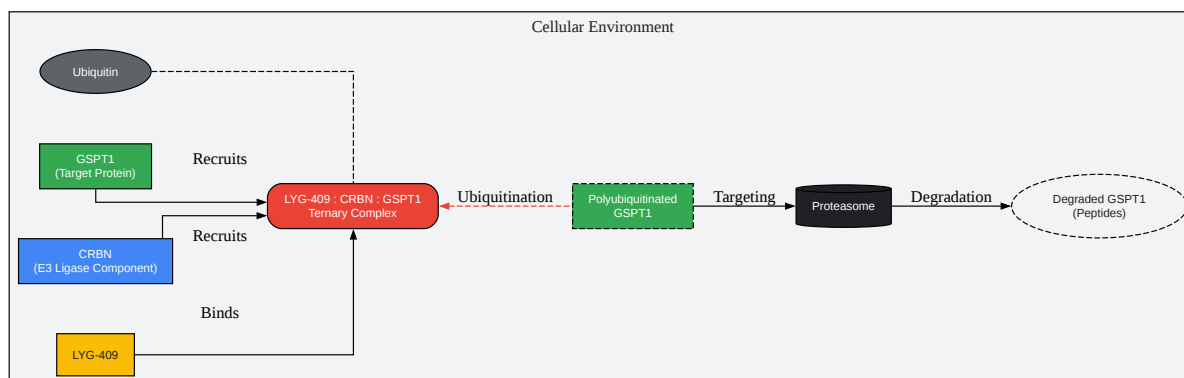 Cellular Environment
Ubiquitin
GSPT1
(Target Protein)
Recruits
LYG-409 : CRBN : GSPT1
Ternary Complex
Ubiquitination
Polyubiquitinated
GSPT1
Targeting
Proteasome
Degradation
Degraded GSPT1
(Peptides)
Recruits
CRBN
(E3 Ligase Component)
Binds
LYG-409